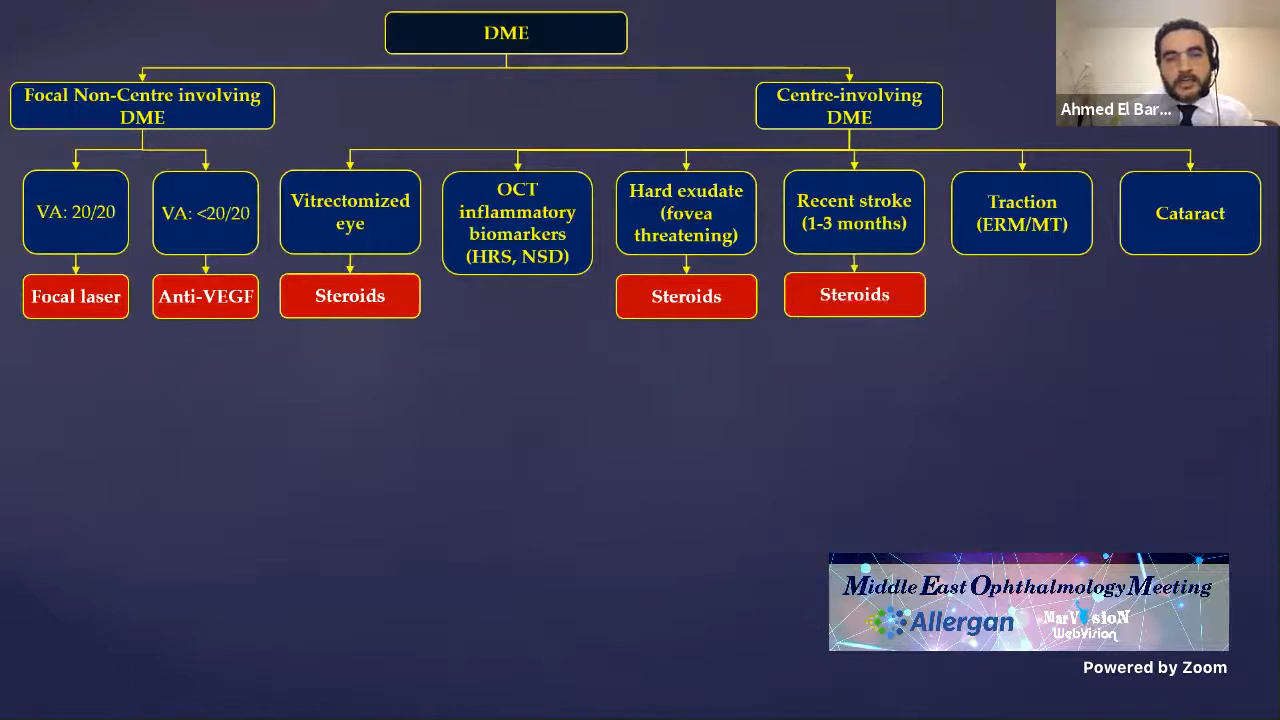 DME
Ahmed El Bar...
Focal Non-Centre involving
DME
Centre-involving
DME
VA: 20/20
VA: <20/20
Vitrectomized
eye
OCT
inflammatory
biomarkers
(HRS, NSD)
Hard exudate
(fovea
threatening)
Recent stroke
(1-3 months)
Traction
(ERM/MT)
Cataract
Focal laser
Anti-VEGF
Steroids
Steroids
Steroids
Middle East Ophthalmology Meeting
Allergan
MarVisioN
WebVision
Powered by Zoom